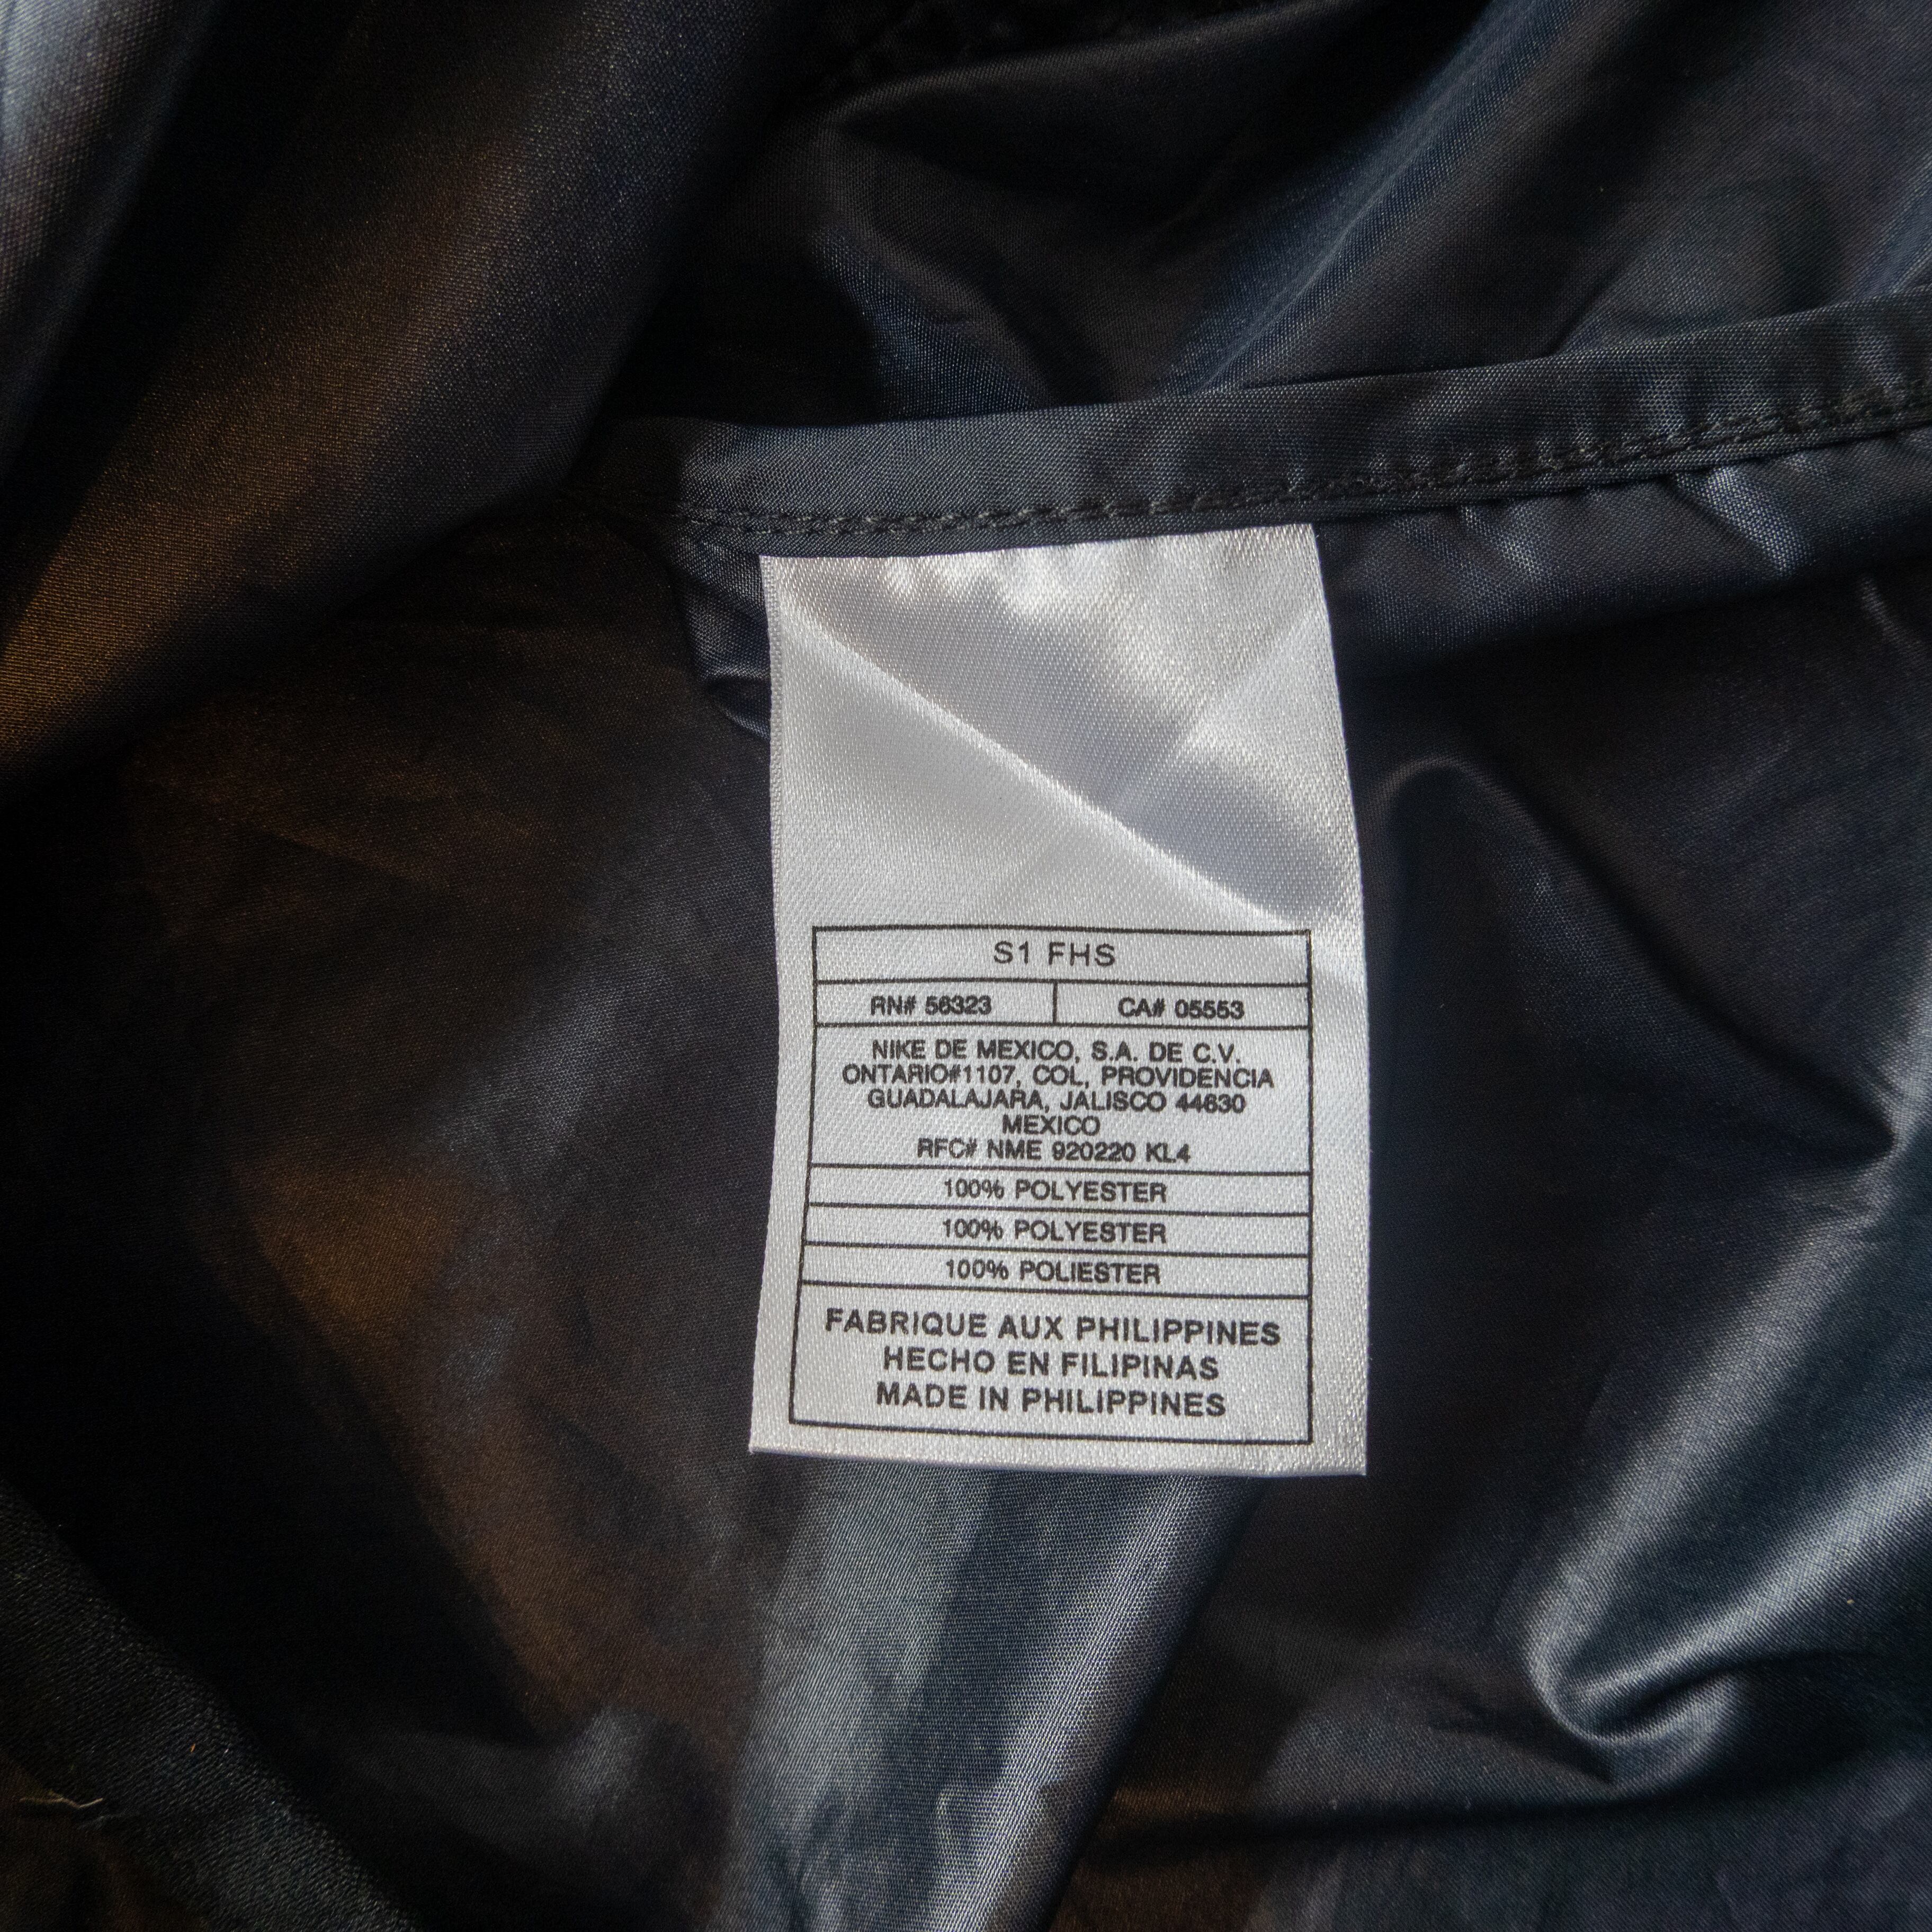 S1 FHS
RN# 56323 CA# 05553
NIKE DE MEXICO, S.A. DE C.V.
ONTARIO#1107, COL, PROVIDENCIA
GUADALAJARA, JALISCO 44630
MEXICO
RFC# NME 920220 KL4
100% POLYESTER
100% POLYESTER
100% POLIESTER
FABRIQUE AUX PHILIPPINES
HECHO EN FILIPINAS
MADE IN PHILIPPINES